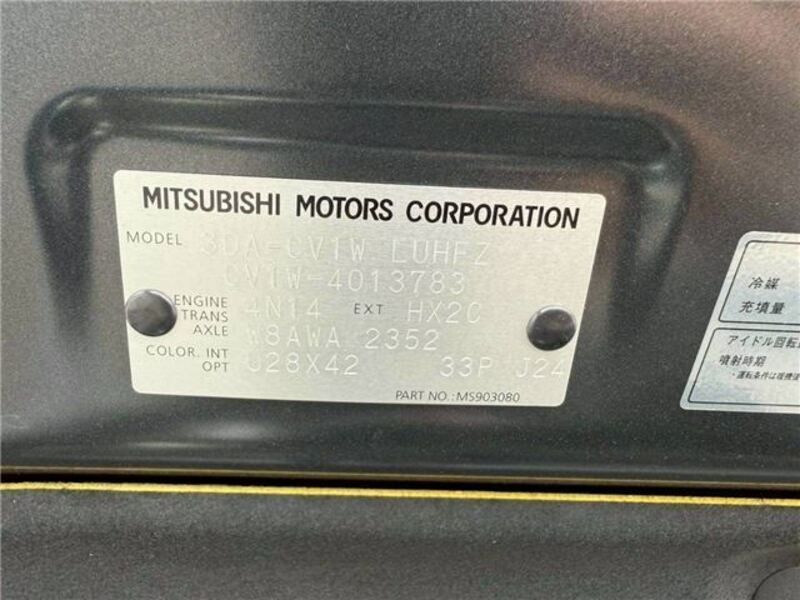 MITSUBISHI MOTORS CORPORATION
MODEL 3DA-CV1W LUHFZ
CV1W-4013783
ENGINE 4N14 EXT HX2C
TRANS
AXLE W8AWA 2352
COLOR. INT
OPT C28X42 33P J24
PART NO.: MS903080
冷媒
充填量
アイドル回転
噴射時期